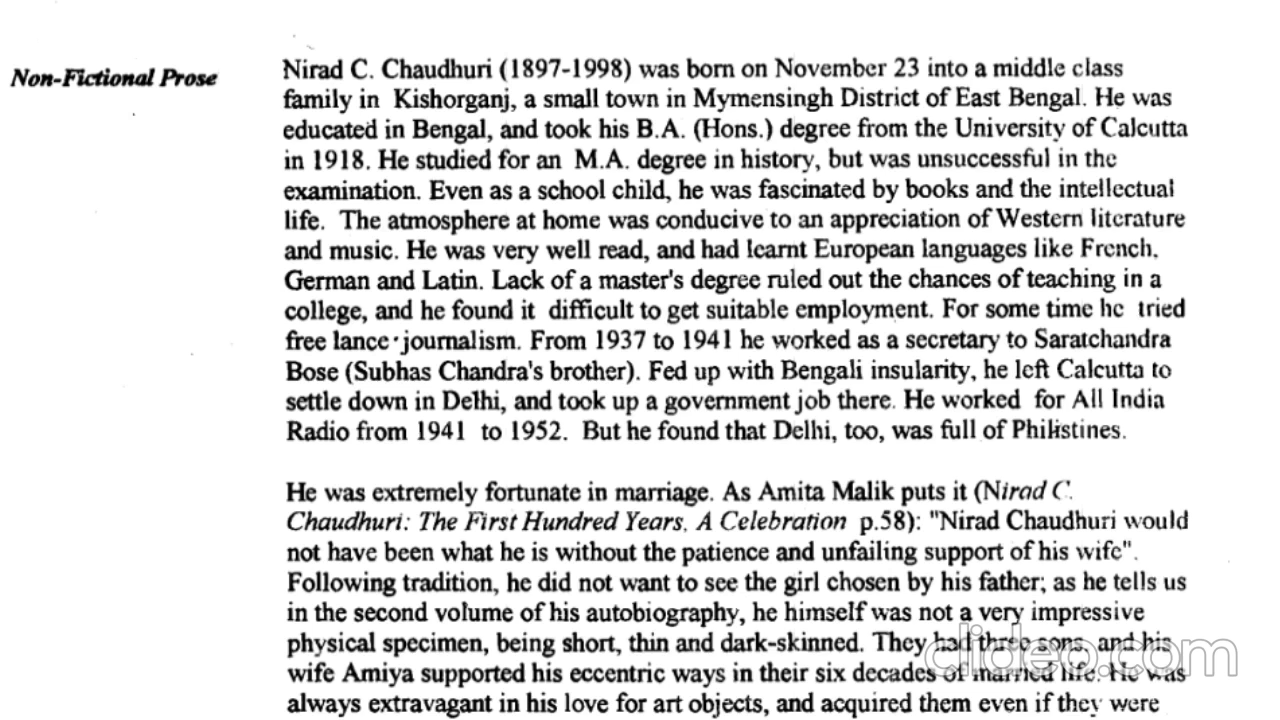 Non-Fictional Prose
Nirad C. Chaudhuri (1897-1998) was born on November 23 into a middle class
family in Kishorganj, a small town in Mymensingh District of East Bengal. He was
educated in Bengal, and took his B.A. (Hons.) degree from the University of Calcutta
in 1918. He studied for an M.A. degree in history, but was unsuccessful in the
examination. Even as a school child, he was fascinated by books and the intellectual
life. The atmosphere at home was conducive to an appreciation of Western literature
and music. He was very well read, and had learnt European languages like French,
German and Latin. Lack of a master's degree ruled out the chances of teaching in a
college, and he found it difficult to get suitable employment. For some time he tried
free lance journalism. From 1937 to 1941 he worked as a secretary to Saratchandra
Bose (Subhas Chandra's brother). Fed up with Bengali insularity, he left Calcutta to
settle down in Delhi, and took up a government job there. He worked for All India
Radio from 1941 to 1952. But he found that Delhi, too, was full of Philistines.
He was extremely fortunate in marriage. As Amita Malik puts it (Nirad C.
Chaudhuri: The First Hundred Years. A Celebration p.58): "Nirad Chaudhuri would
not have been what he is without the patience and unfailing support of his wife".
Following tradition, he did not want to see the girl chosen by his father; as he tells us
in the second volume of his autobiography, he himself was not a very impressive
physical specimen, being short, thin and dark-skinned. They had three sons, and his
wife Amiya supported his eccentric ways in their six decades of married life. He was
always extravagant in his love for art objects, and acquired them even if they were
clideo.com